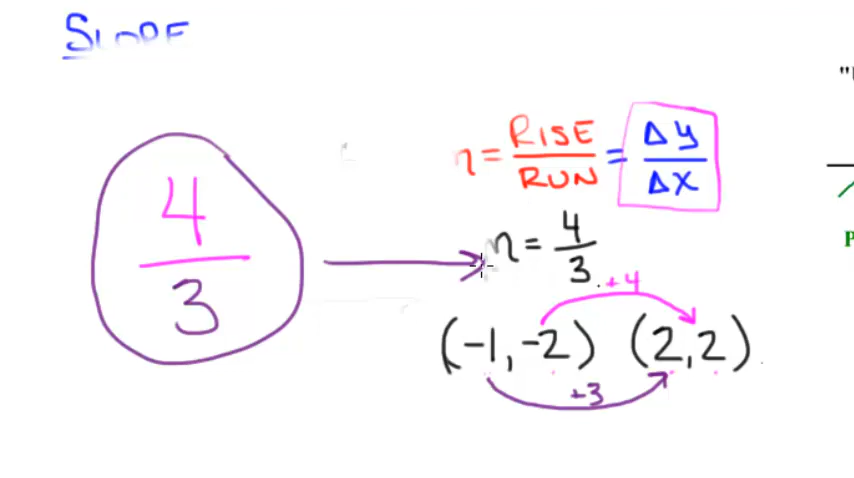 SLOPE
n = RISE/RUN = Δy/Δx
4/3
n = 4/3
+4
(-1, -2) (2, 2)
+3